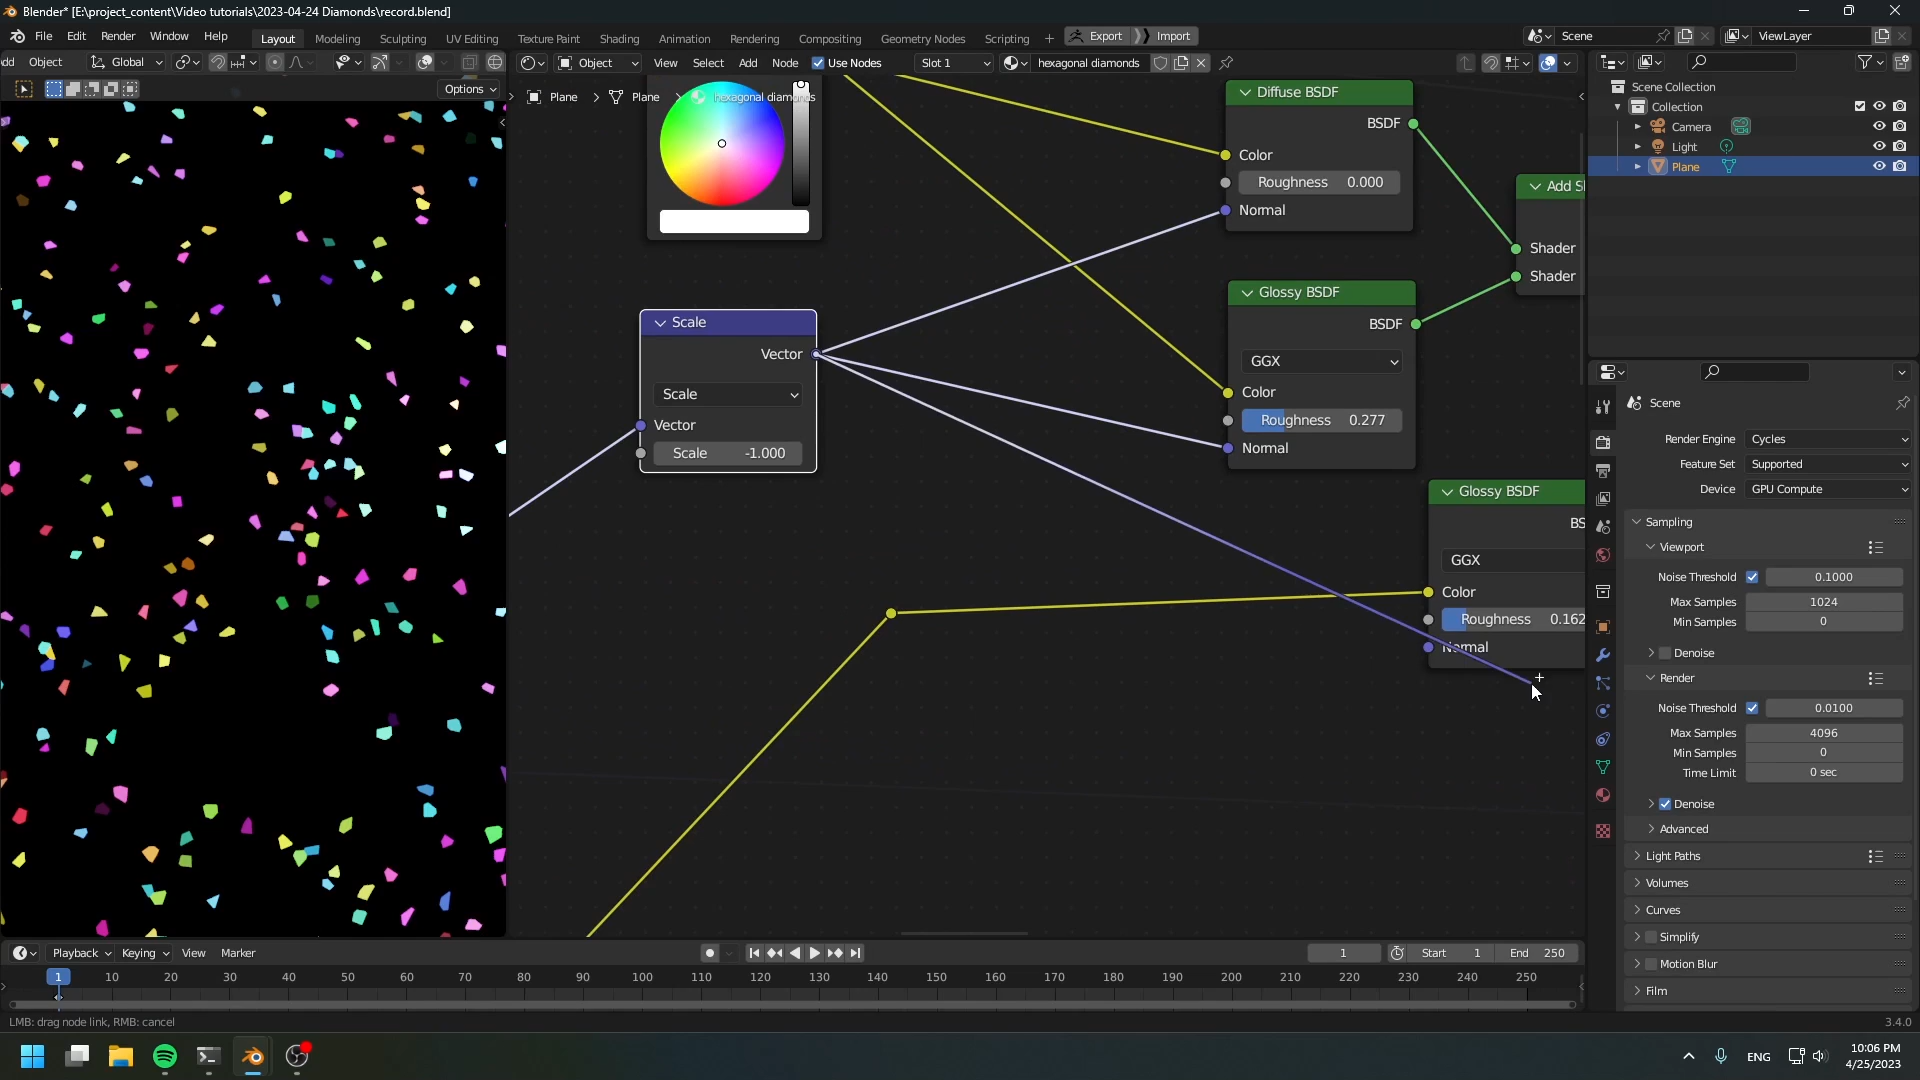 Blender* [E:\project_content\Video tutorials\2023-04-24 Diamonds\record.blend]
File Edit Render Window Help Layout Modeling Sculpting UV Editing Texture Paint Shading Animation Rendering Compositing Geometry Nodes Scripting + Export Import Scene ViewLayer
dd Object Global Object View Select Add Node Use Nodes Slot 1 hexagonal diamonds
Options
Plane Plane hexagonal diamonds
Scene Collection
Collection
Camera
Light
Plane
Diffuse BSDF
BSDF
Color
Roughness 0.000
Normal
Add S
Shader
Shader
Glossy BSDF
BSDF
GGX
Color
Roughness 0.277
Normal
Scale
Vector
Scale
Vector
Scale -1.000
Glossy BSDF
BS
GGX
Color
Roughness 0.162
Normal
Scene
Render Engine Cycles
Feature Set Supported
Device GPU Compute
Sampling
Viewport
Noise Threshold 0.1000
Max Samples 1024
Min Samples 0
Denoise
Render
Noise Threshold 0.0100
Max Samples 4096
Min Samples 0
Time Limit 0 sec
Denoise
Advanced
Light Paths
Volumes
Curves
Simplify
Motion Blur
Film
Playback Keying View Marker 1 Start 1 End 250
1 10 20 30 40 50 60 70 80 90 100 110 120 130 140 150 160 170 180 190 200 210 220 230 240 250
LMB: drag node link, RMB: cancel 3.4.0
ENG 10:06 PM
4/25/2023